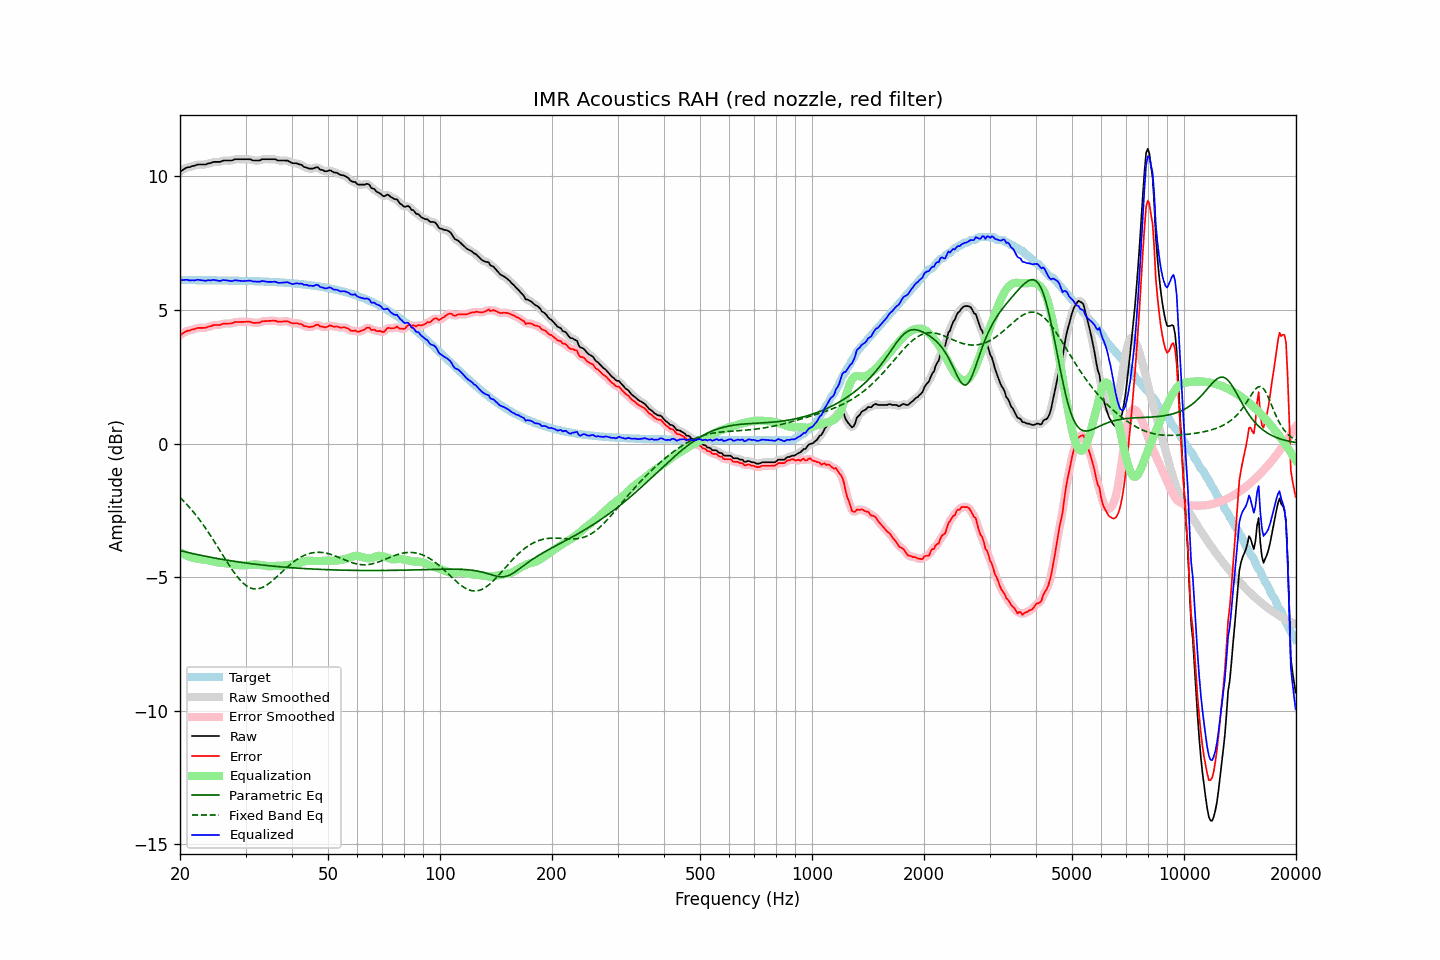 IMR Acoustics RAH (red nozzle, red filter)
Amplitude (dBr)
10
5
0
−5
−10
−15
Target
Raw Smoothed
Error Smoothed
Raw
Error
Equalization
Parametric Eq
Fixed Band Eq
Equalized
20 50 100 200 500 1000 2000 5000 10000 20000
Frequency (Hz)